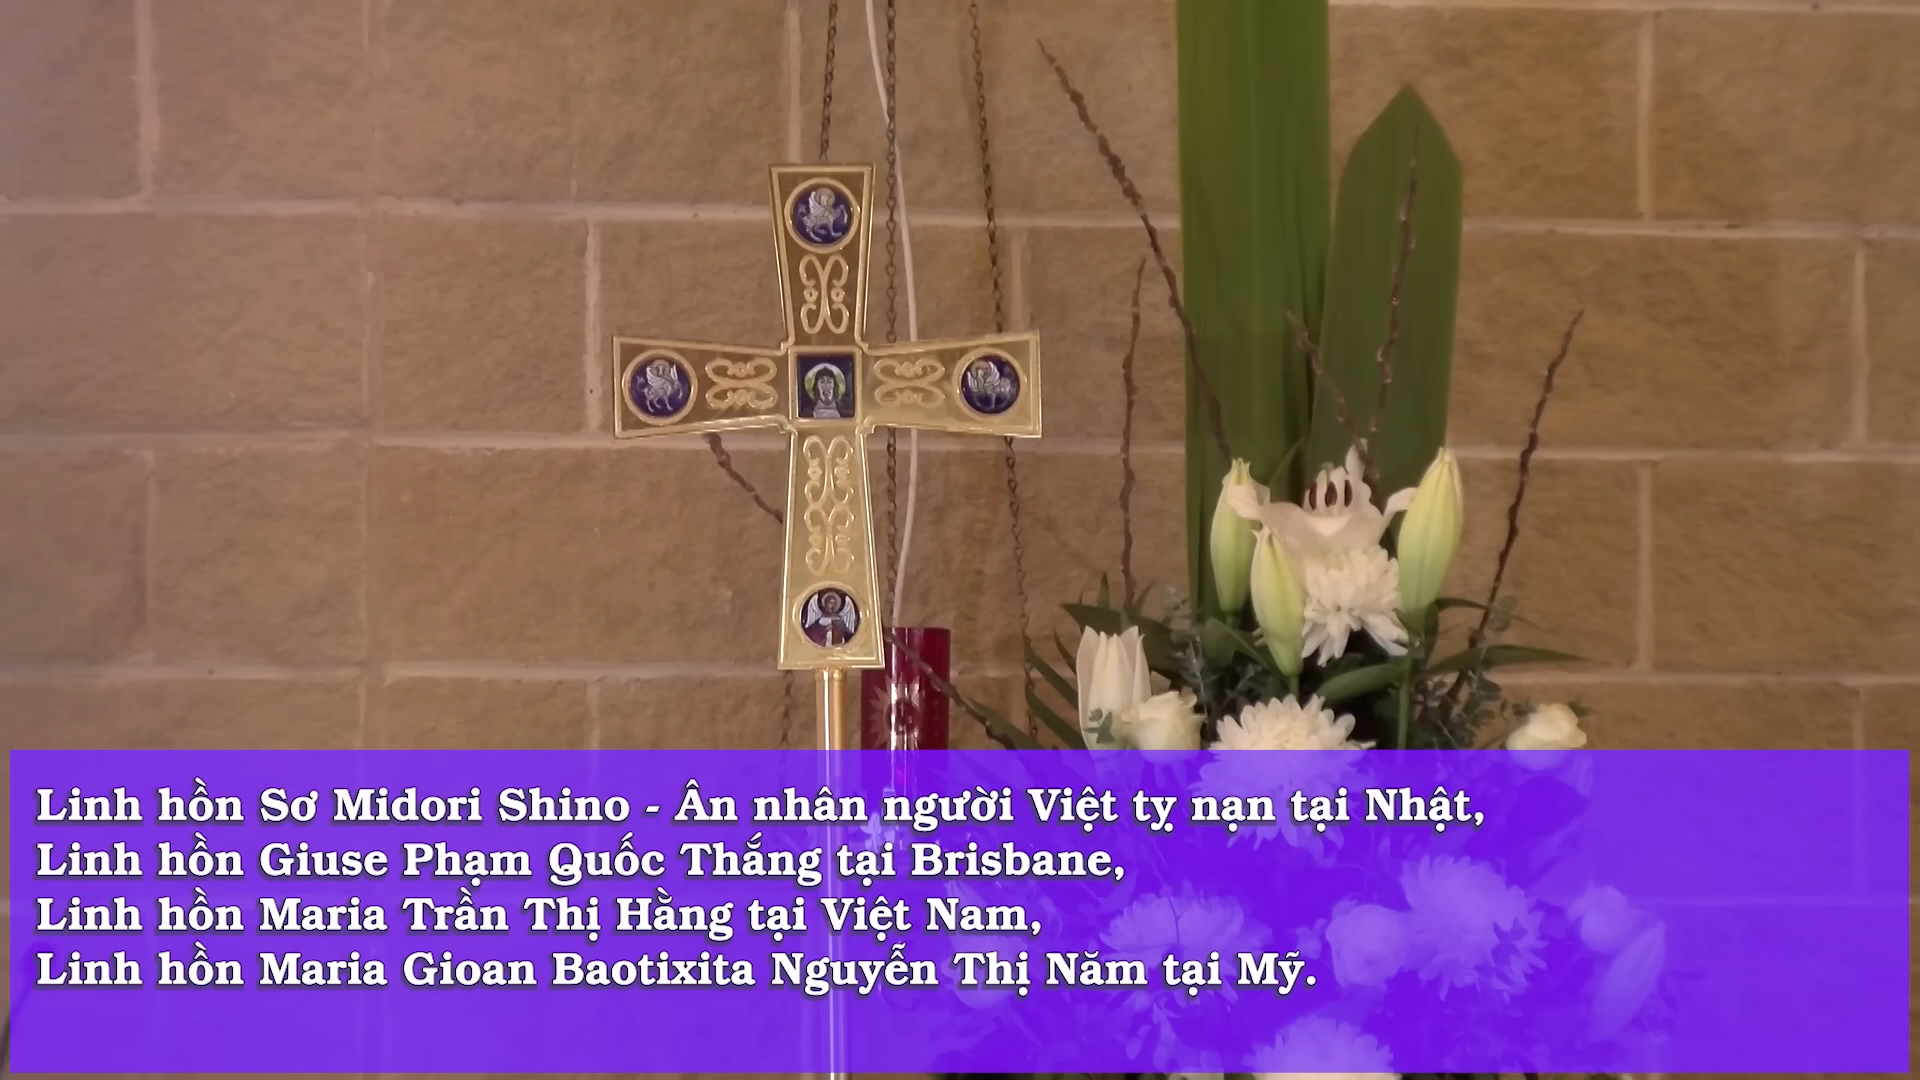 Linh hồn Sơ Midori Shino - Ân nhân người Việt tỵ nạn tại Nhật,
Linh hồn Giuse Phạm Quốc Thắng tại Brisbane,
Linh hồn Maria Trần Thị Hằng tại Việt Nam,
Linh hồn Maria Gioan Baotixita Nguyễn Thị Năm tại Mỹ.